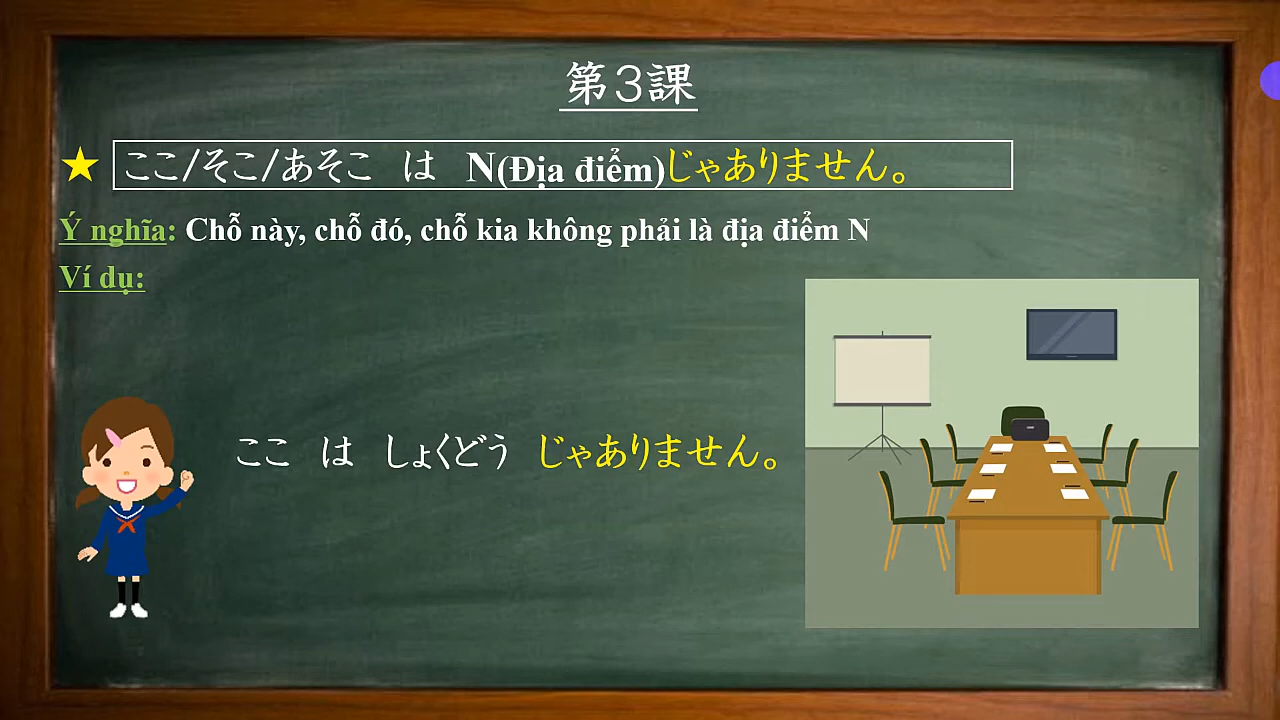 第3課
★ ここ/そこ/あそこ は N(Địa điểm)じゃありません。
Ý nghĩa: Chỗ này, chỗ đó, chỗ kia không phải là địa điểm N
Ví dụ:
ここ は しょくどう じゃありません。